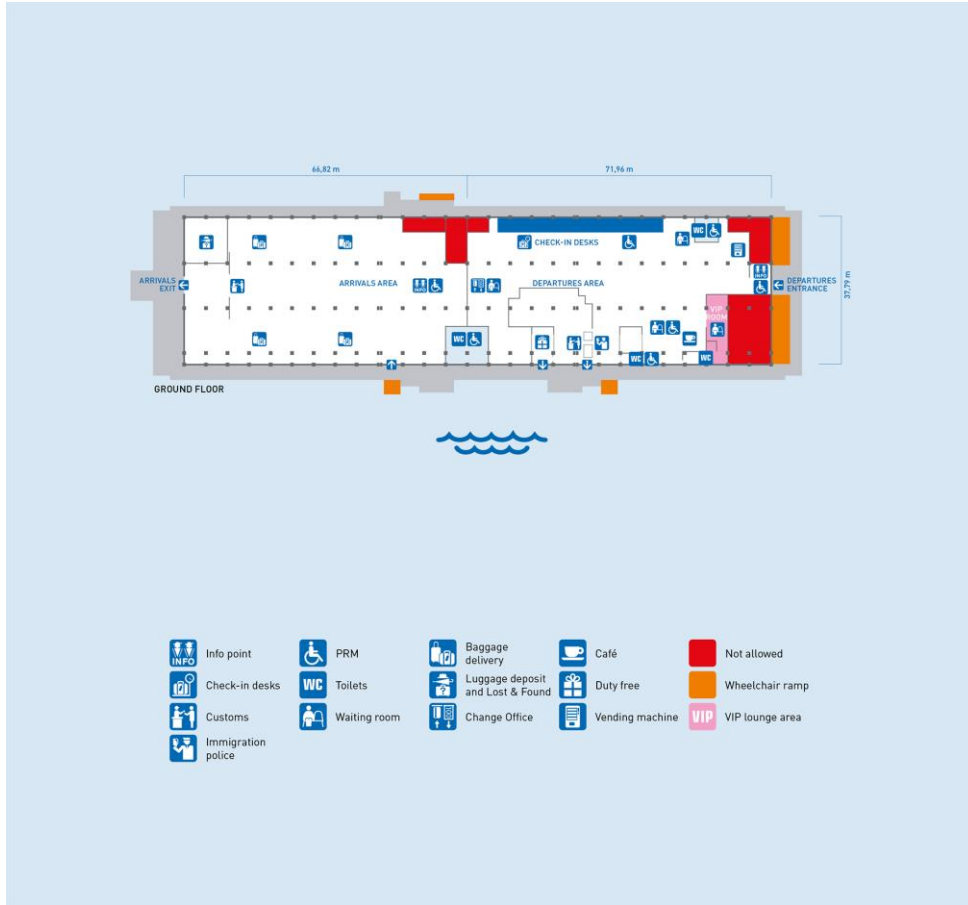 66,82 m
71,96 m
37,79 m
CHECK-IN DESKS
WC
INFO
ARRIVALS
EXIT
ARRIVALS AREA
INFO
DEPARTURES AREA
DEPARTURES
ENTRANCE
VIP
ROOM
WC
WC
WC
GROUND FLOOR
INFO
Info point
PRM
Baggage
delivery
Café
Not allowed
Check-in desks
WC
Toilets
Luggage deposit
and Lost & Found
Duty free
Wheelchair ramp
Customs
Waiting room
Change Office
Vending machine
VIP
VIP lounge area
Immigration
police